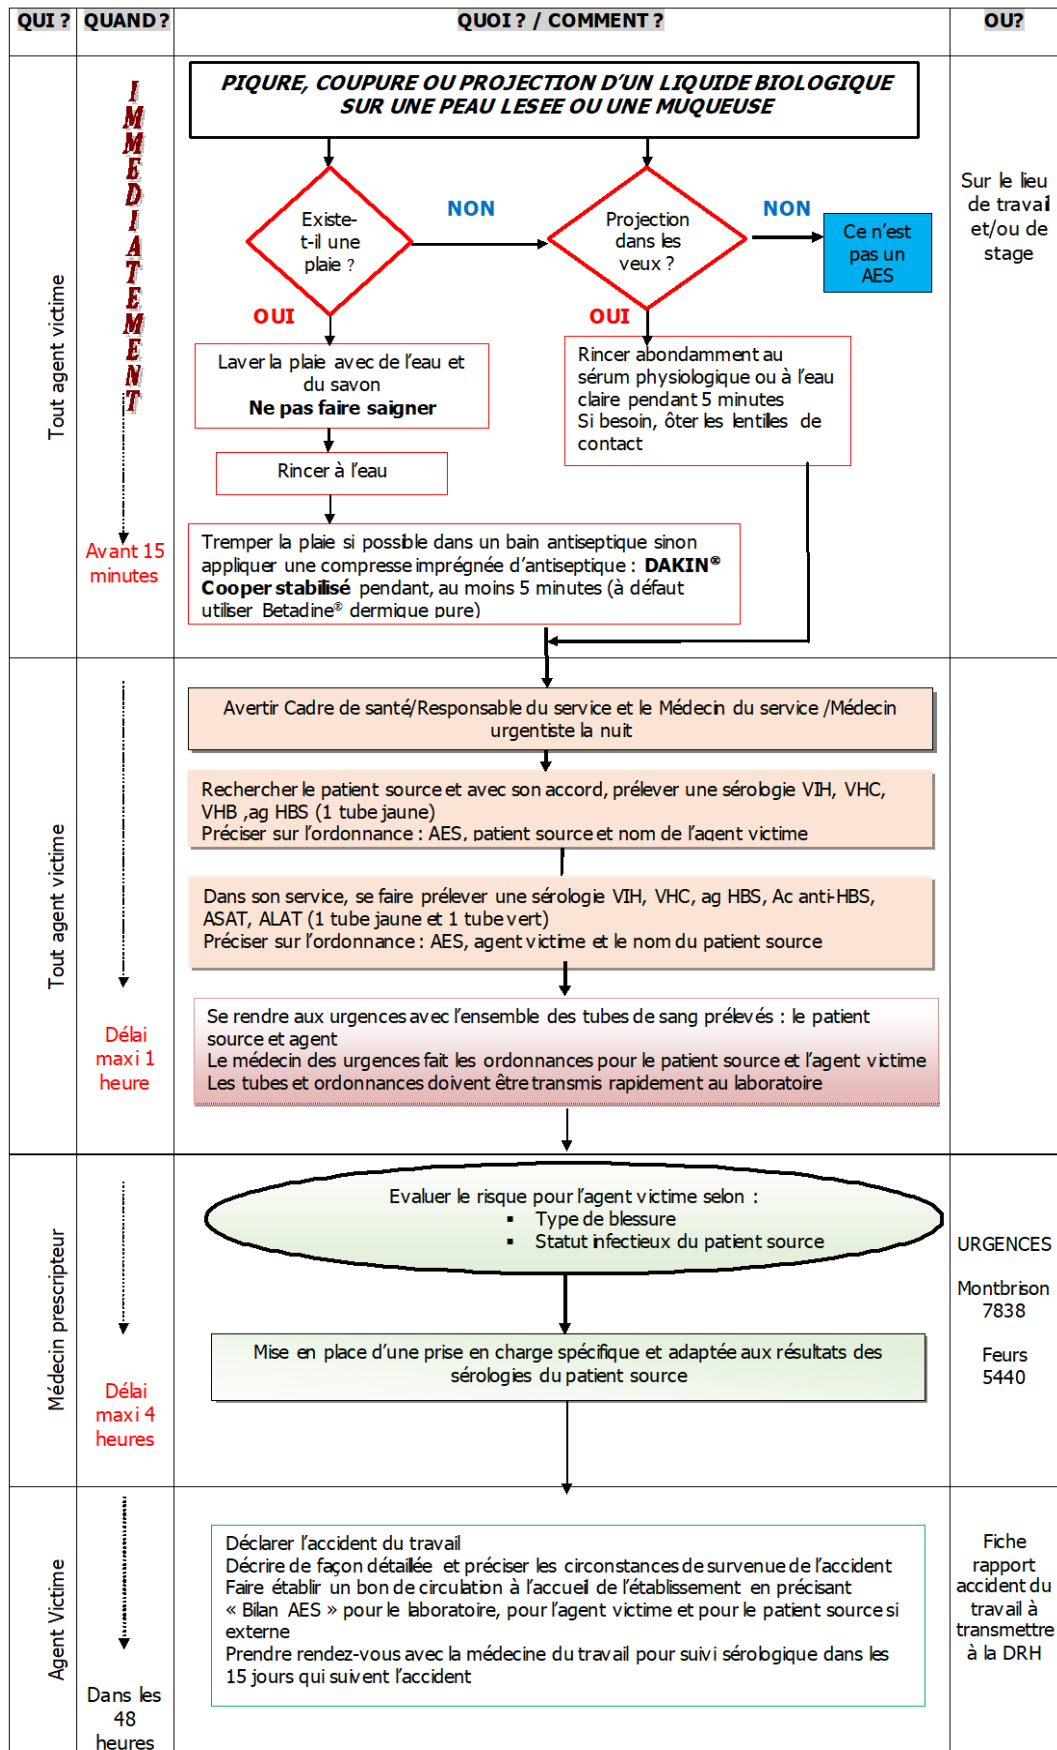 QUI ?
QUAND ?
QUOI ? / COMMENT ?
OU?
Tout agent victime
IMMEDIATEMENT
PIQURE, COUPURE OU PROJECTION D'UN LIQUIDE BIOLOGIQUE
SUR UNE PEAU LESEE OU UNE MUQUEUSE
Existe-
t-il une
plaie ?
NON
Projection
dans les
veux ?
NON
Ce n'est
pas un
AES
Sur le lieu
de travail
et/ou de
stage
OUI
OUI
Laver la plaie avec de l'eau et
du savon
Ne pas faire saigner
Rincer abondamment au
sérum physiologique ou à l'eau
claire pendant 5 minutes
Si besoin, ôter les lentilles de
contact
Rincer à l'eau
Avant 15
minutes
Tremper la plaie si possible dans un bain antiseptique sinon
appliquer une compresse imprégnée d'antiseptique : DAKIN®
Cooper stabilisé pendant, au moins 5 minutes (à défaut
utiliser Betadine® dermique pure)
Tout agent victime
Avertir Cadre de santé/Responsable du service et le Médecin du service /Médecin
urgentiste la nuit
Rechercher le patient source et avec son accord, prélever une sérologie VIH, VHC,
VHB ,ag HBS (1 tube jaune)
Préciser sur l'ordonnance : AES, patient source et nom de l'agent victime
Dans son service, se faire prélever une sérologie VIH, VHC, ag HBS, Ac anti-HBS,
ASAT, ALAT (1 tube jaune et 1 tube vert)
Préciser sur l'ordonnance : AES, agent victime et le nom du patient source
Délai
maxi 1
heure
Se rendre aux urgences avec l'ensemble des tubes de sang prélevés : le patient
source et agent
Le médecin des urgences fait les ordonnances pour le patient source et l'agent victime
Les tubes et ordonnances doivent être transmis rapidement au laboratoire
Médecin prescripteur
Evaluer le risque pour l'agent victime selon :
▪ Type de blessure
▪ Statut infectieux du patient source
URGENCES
Montbrison
7838
Feurs
5440
Mise en place d'une prise en charge spécifique et adaptée aux résultats des
sérologies du patient source
Délai
maxi 4
heures
Agent Victime
Déclarer l'accident du travail
Décrire de façon détaillée et préciser les circonstances de survenue de l'accident
Faire établir un bon de circulation à l'accueil de l'établissement en précisant
« Bilan AES » pour le laboratoire, pour l'agent victime et pour le patient source si
externe
Prendre rendez-vous avec la médecine du travail pour suivi sérologique dans les
15 jours qui suivent l'accident
Fiche
rapport
accident du
travail à
transmettre
à la DRH
Dans les
48
heures